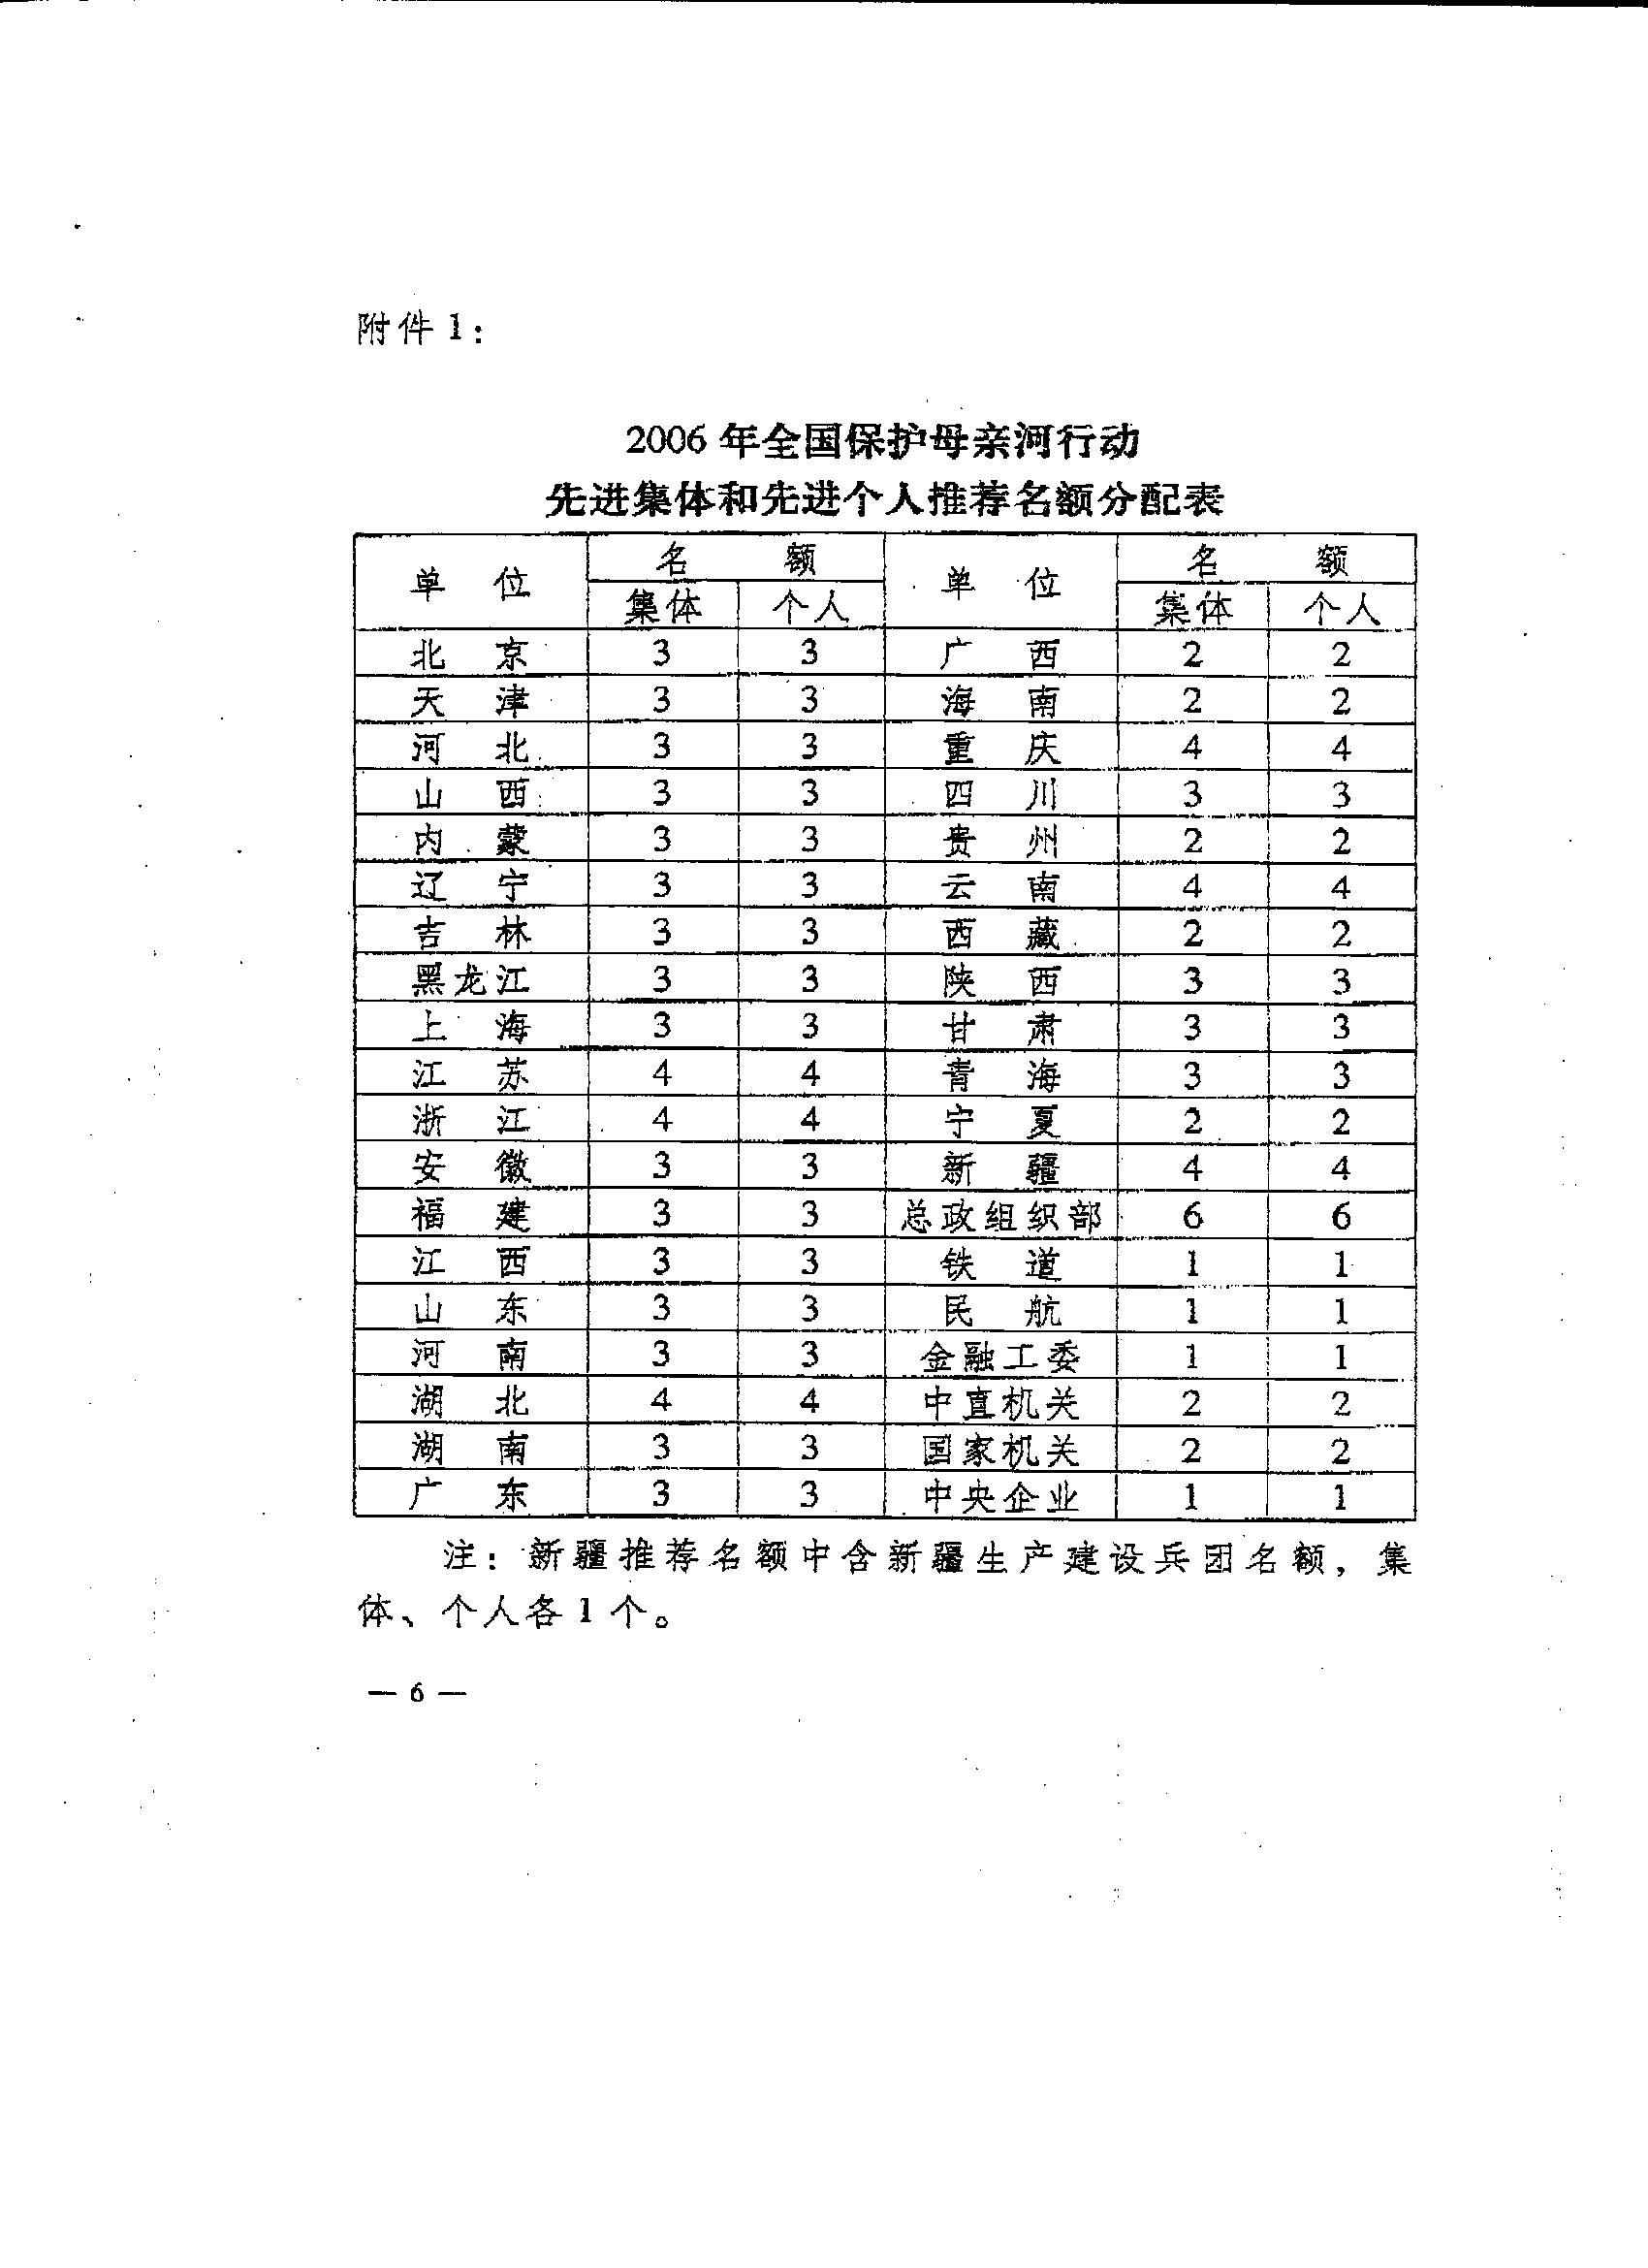 附件1：
2006年全国保护母亲河行动
先进集体和先进个人推荐名额分配表
单 位 名 额 单 位 名 额
集体 个人 集体 个人
北 京 3 3 广 西 2 2
天 津 3 3 海 南 2 2
河 北 3 3 重 庆 4 4
山 西 3 3 四 川 3 3
内 蒙 3 3 贵 州 2 2
辽 宁 3 3 云 南 4 4
吉 林 3 3 西 藏 2 2
黑龙江 3 3 陕 西 3 3
上 海 3 3 甘 肃 3 3
江 苏 4 4 青 海 3 3
浙 江 4 4 宁 夏 2 2
安 徽 3 3 新 疆 4 4
福 建 3 3 总政组织部 6 6
江 西 3 3 铁 道 1 1
山 东 3 3 民 航 1 1
河 南 3 3 金融工委 1 1
湖 北 4 4 中直机关 2 2
湖 南 3 3 国家机关 2 2
广 东 3 3 中央企业 1 1
注：新疆推荐名额中含新疆生产建设兵团名额，集
体、个人各1个。
— 6 —